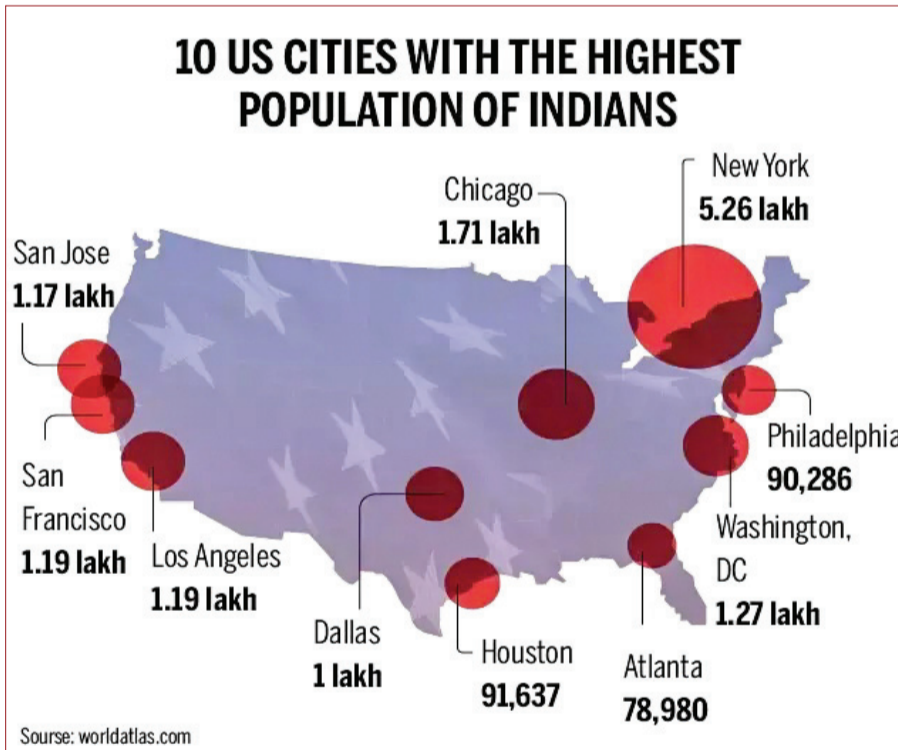 10 US CITIES WITH THE HIGHEST
POPULATION OF INDIANS
New York
5.26 lakh
Chicago
1.71 lakh
San Jose
1.17 lakh
San
Francisco
1.19 lakh
Los Angeles
1.19 lakh
Dallas
1 lakh
Houston
91,637
Atlanta
78,980
Washington,
DC
1.27 lakh
Philadelphia
90,286
Sourse: worldatlas.com